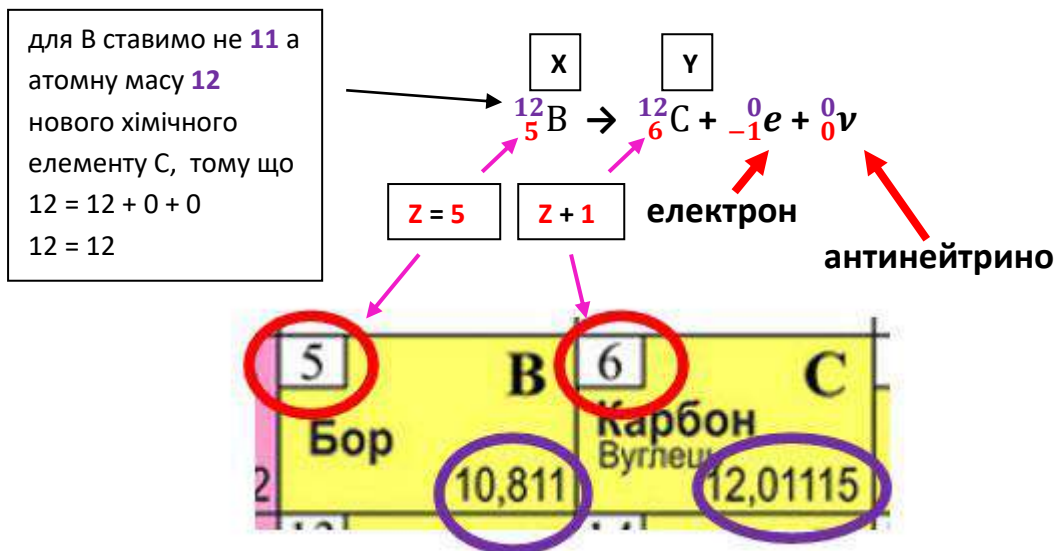 для В ставимо не 11 а
атомну масу 12
нового хімічного
елементу С, тому що
12 = 12 + 0 + 0
12 = 12
X
Y
¹²₅B → ¹²₆C + ⁰₋₁e + ⁰₀ν
Z = 5
Z + 1
електрон
антинейтрино
5
B
6
C
Бор
Карбон
Вуглець
2
10,811
12,01115